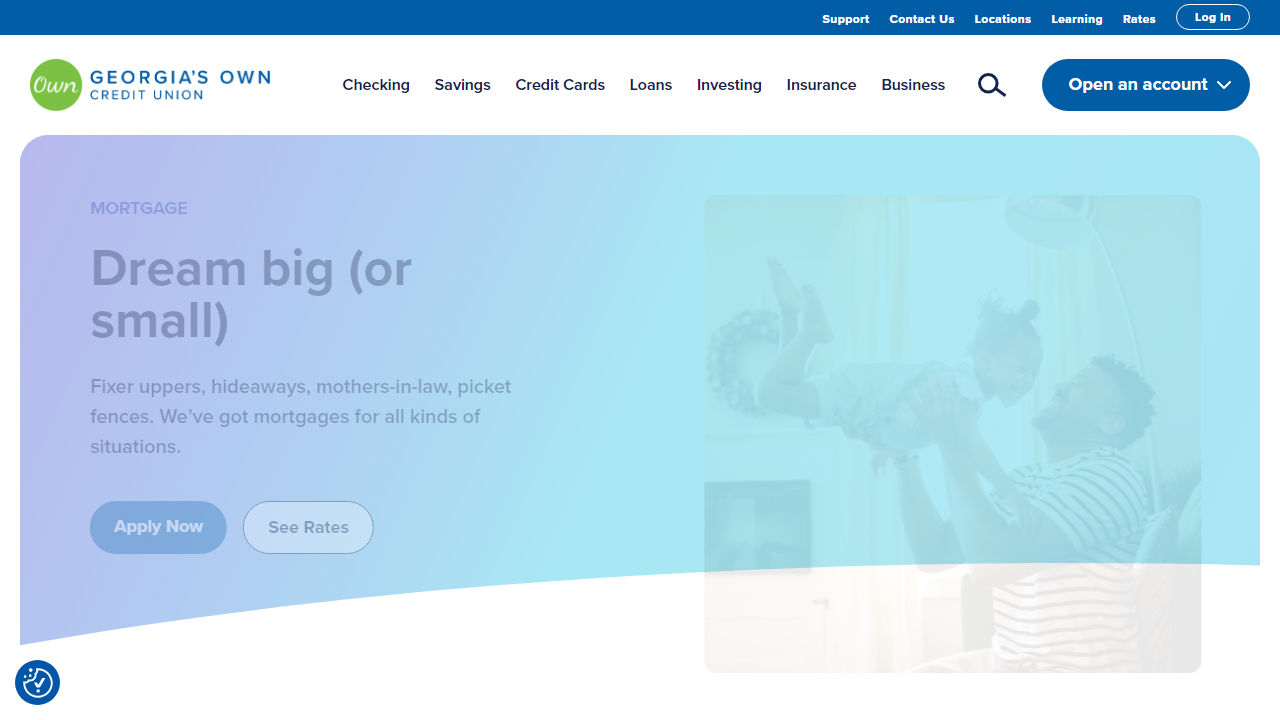 Support Contact Us Locations Learning Rates Log In
Own GEORGIA'S OWN
CREDIT UNION
Checking Savings Credit Cards Loans Investing Insurance Business Open an account
MORTGAGE
Dream big (or
small)
Fixer uppers, hideaways, mothers-in-law, picket
fences. We’ve got mortgages for all kinds of
situations.
Apply Now See Rates